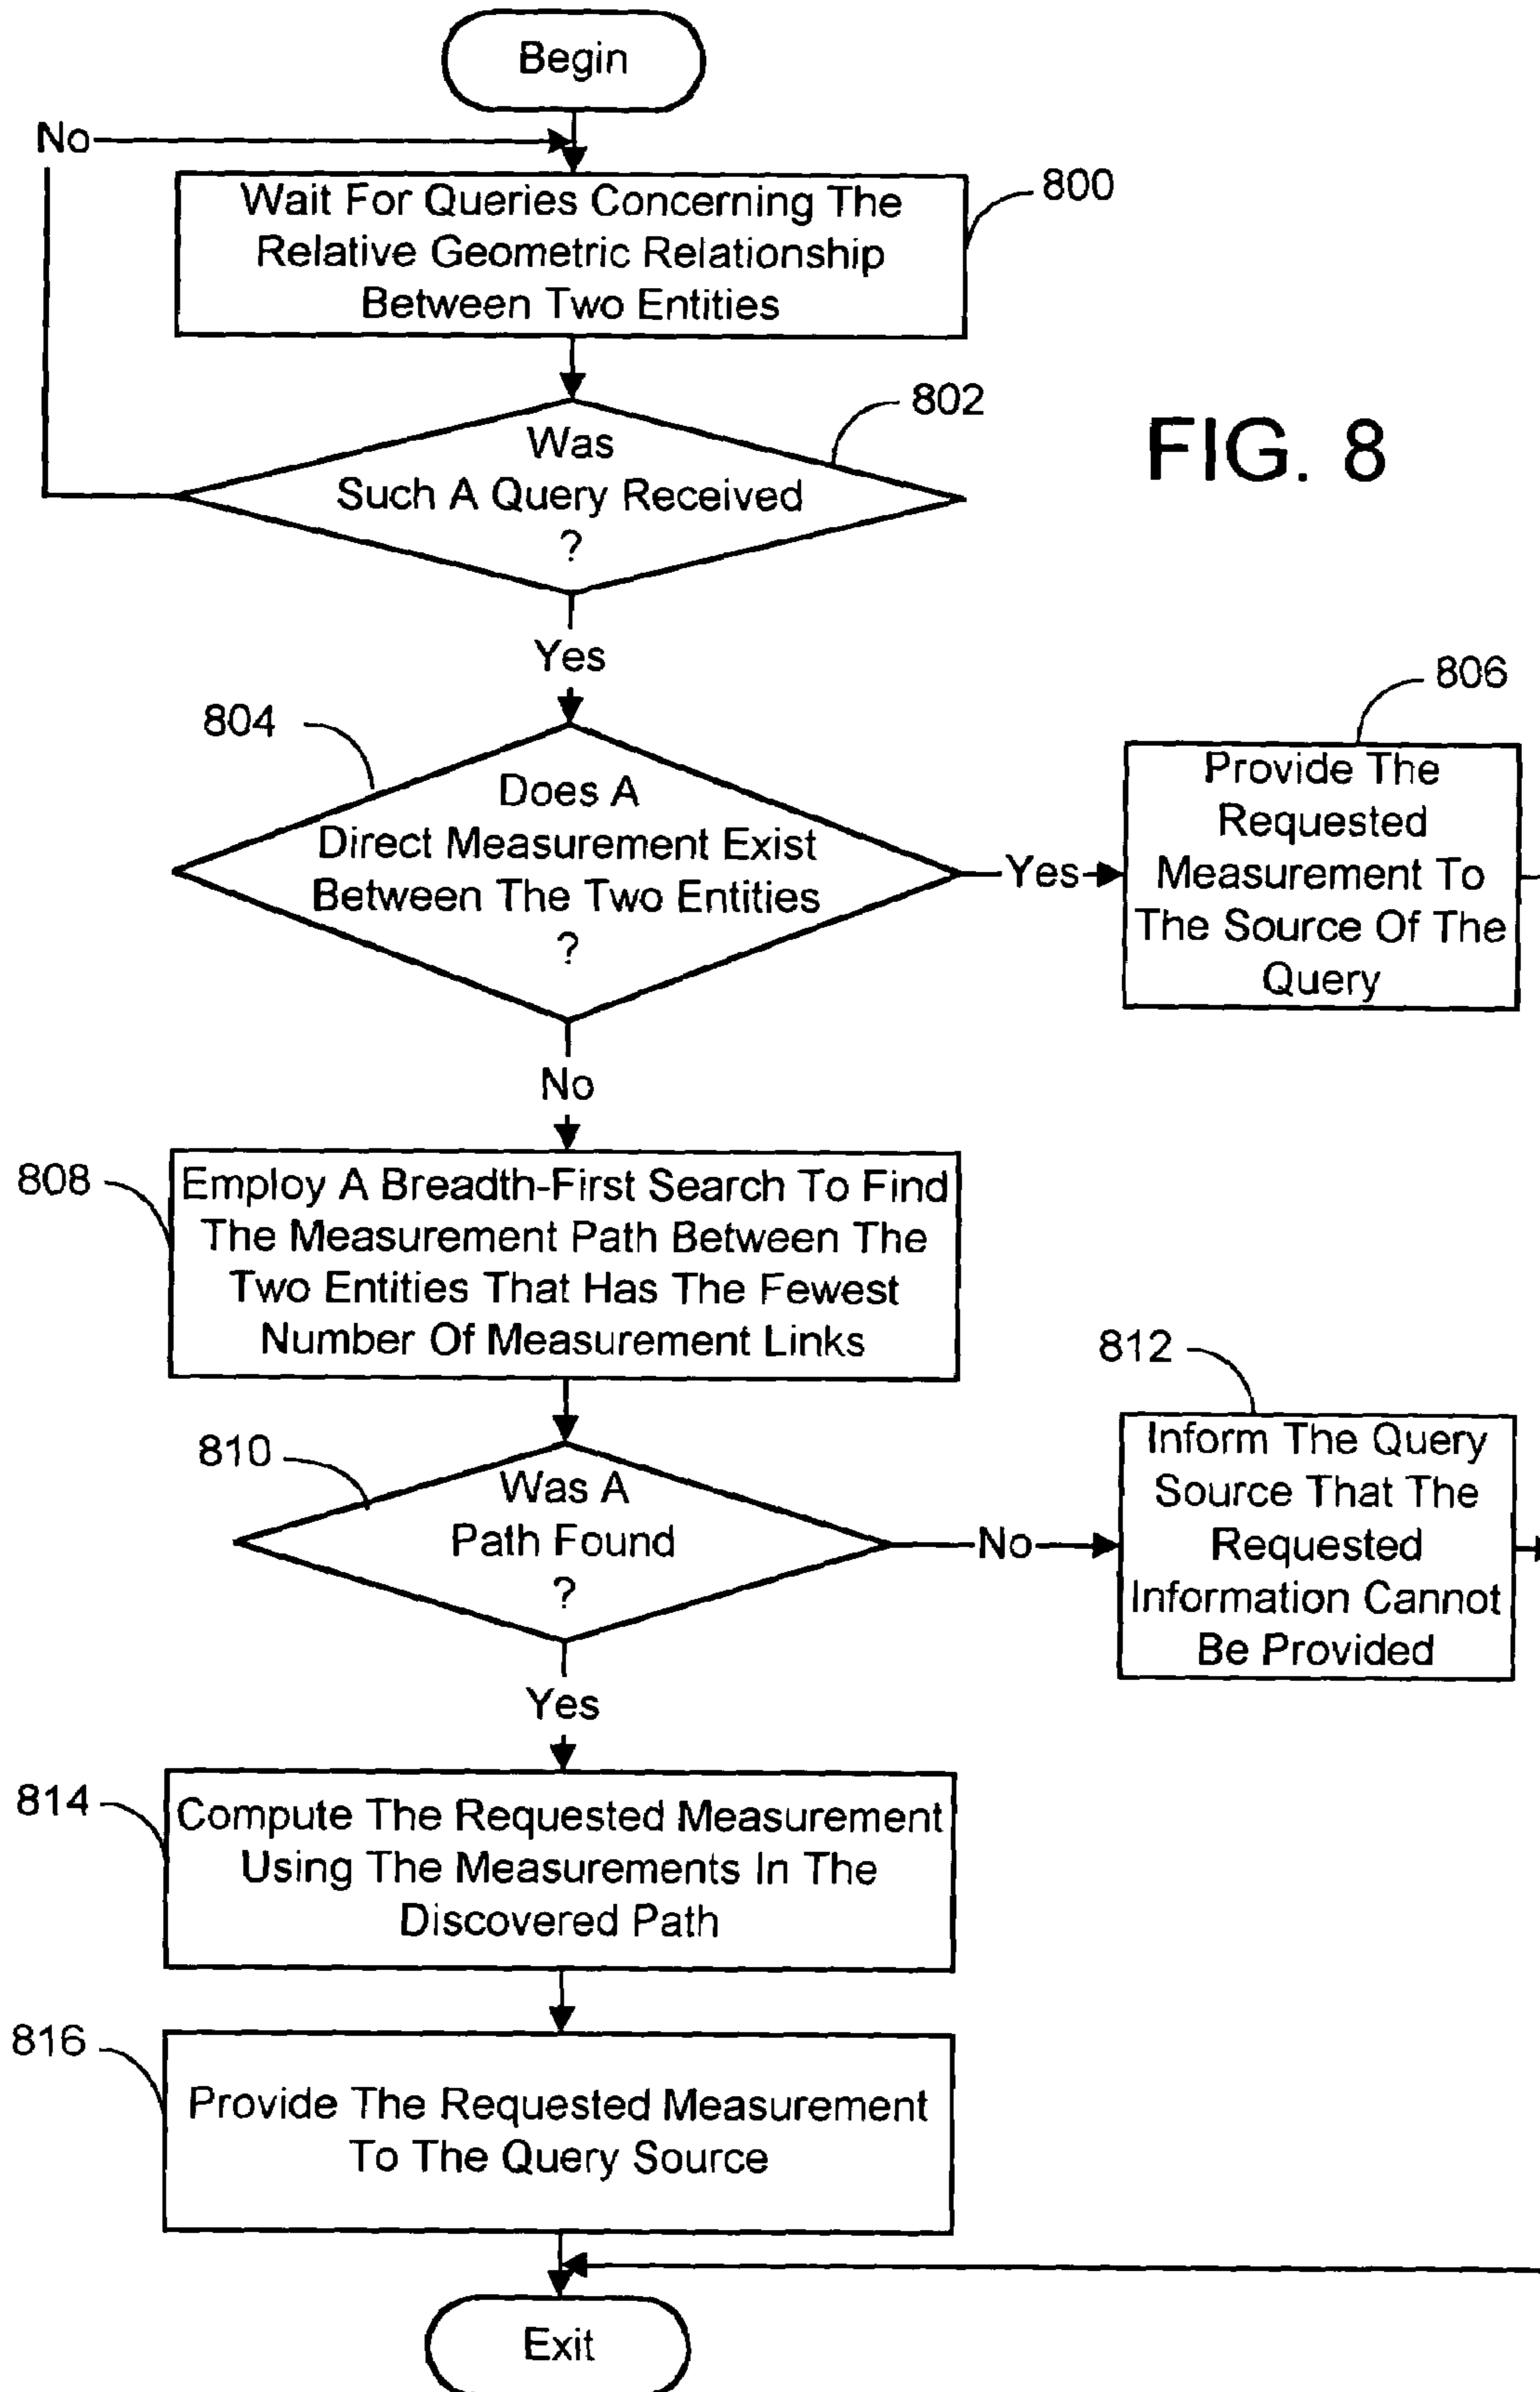 Begin
No
Wait For Queries Concerning The
Relative Geometric Relationship
Between Two Entities
800
802
Was
Such A Query Received
?
FIG. 8
Yes
804
Does A
Direct Measurement Exist
Between The Two Entities
?
Yes
806
Provide The
Requested
Measurement To
The Source Of The
Query
No
808
Employ A Breadth-First Search To Find
The Measurement Path Between The
Two Entities That Has The Fewest
Number Of Measurement Links
810
Was A
Path Found
?
No
812
Inform The Query
Source That The
Requested
Information Cannot
Be Provided
Yes
814
Compute The Requested Measurement
Using The Measurements In The
Discovered Path
816
Provide The Requested Measurement
To The Query Source
Exit